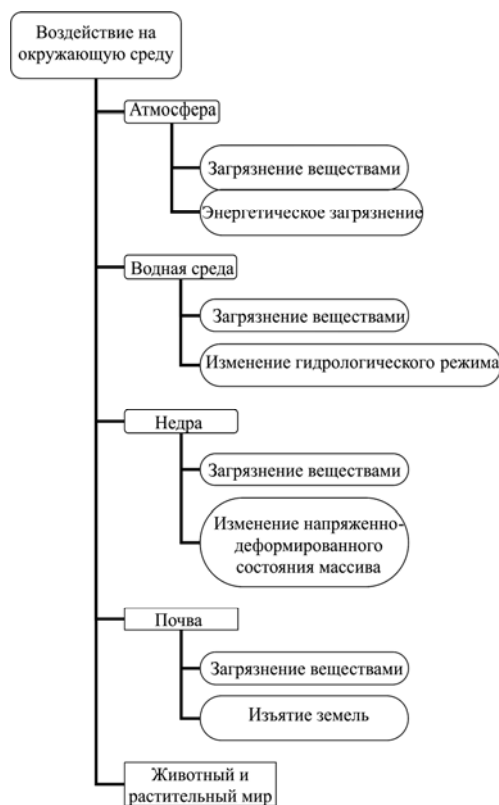 Воздействие на
окружающую среду
Атмосфера
Загрязнение веществами
Энергетическое загрязнение
Водная среда
Загрязнение веществами
Изменение гидрологического режима
Недра
Загрязнение веществами
Изменение напряженно-
деформированного
состояния массива
Почва
Загрязнение веществами
Изъятие земель
Животный и
растительный мир